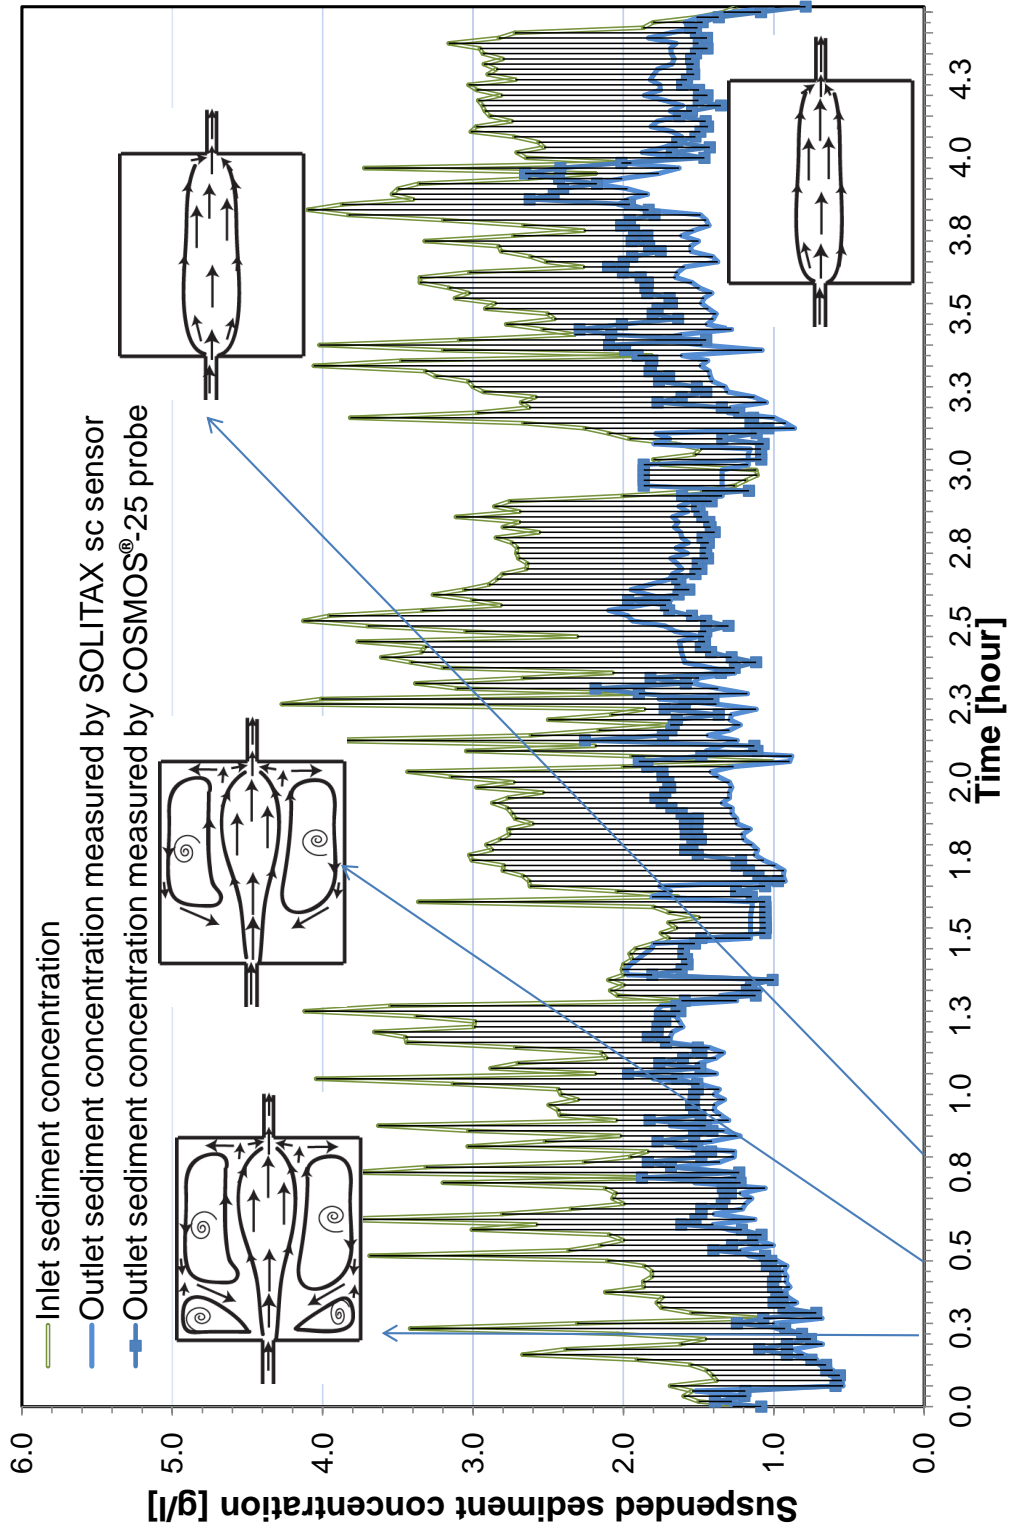 Inlet sediment concentration
Outlet sediment concentration measured by SOLITAX sc sensor
Outlet sediment concentration measured by COSMOS®-25 probe
Suspended sediment concentration [g/l]
6.0
5.0
4.0
3.0
2.0
1.0
0.0
0.0 0.3 0.5 0.8 1.0 1.3 1.5 1.8 2.0 2.3 2.5 2.8 3.0 3.3 3.5 3.8 4.0 4.3
Time [hour]